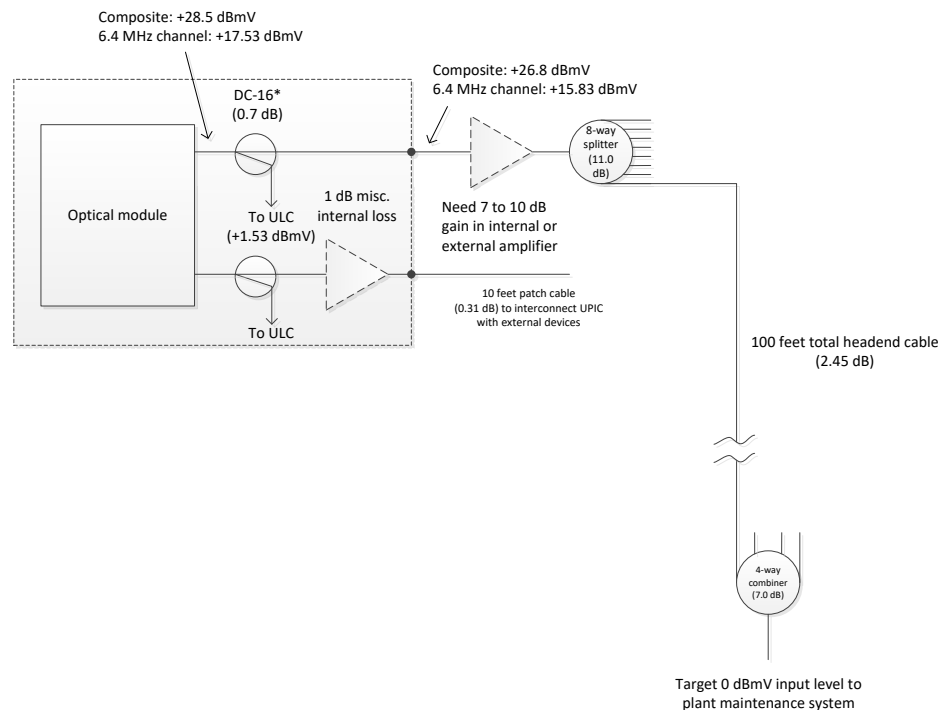 Composite: +28.5 dBmV
6.4 MHz channel: +17.53 dBmV
Composite: +26.8 dBmV
6.4 MHz channel: +15.83 dBmV
DC-16*
(0.7 dB)
8-way
splitter
(11.0
dB)
Optical module
To ULC
(+1.53 dBmV)
1 dB misc.
internal loss
Need 7 to 10 dB
gain in internal or
external amplifier
To ULC
10 feet patch cable
(0.31 dB) to interconnect UPIC
with external devices
100 feet total headend cable
(2.45 dB)
4-way
combiner
(7.0 dB)
Target 0 dBmV input level to
plant maintenance system